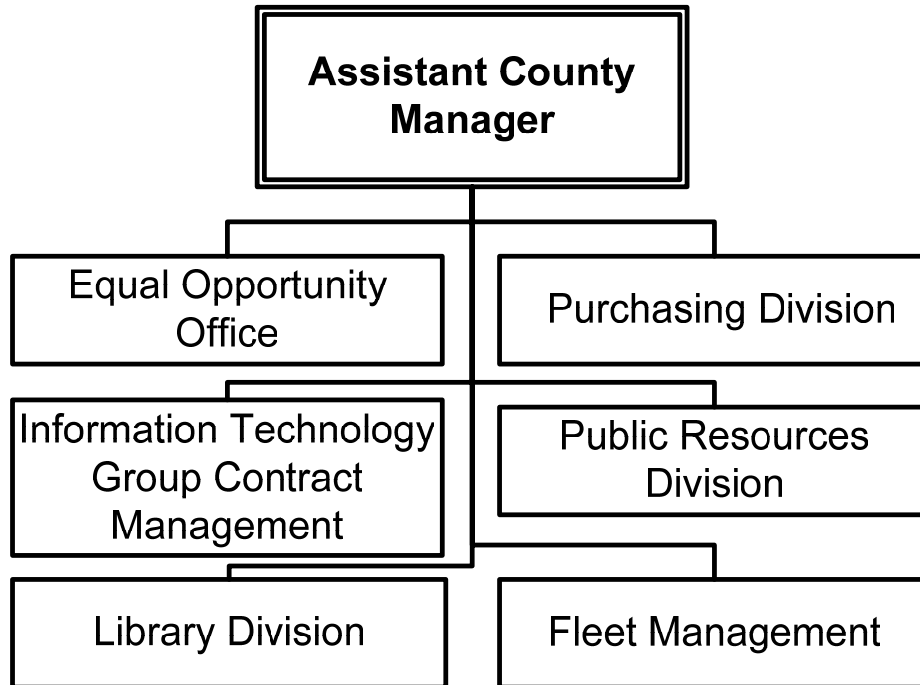 Assistant County
Manager
Equal Opportunity
Office
Purchasing Division
Information Technology
Group Contract
Management
Public Resources
Division
Library Division
Fleet Management